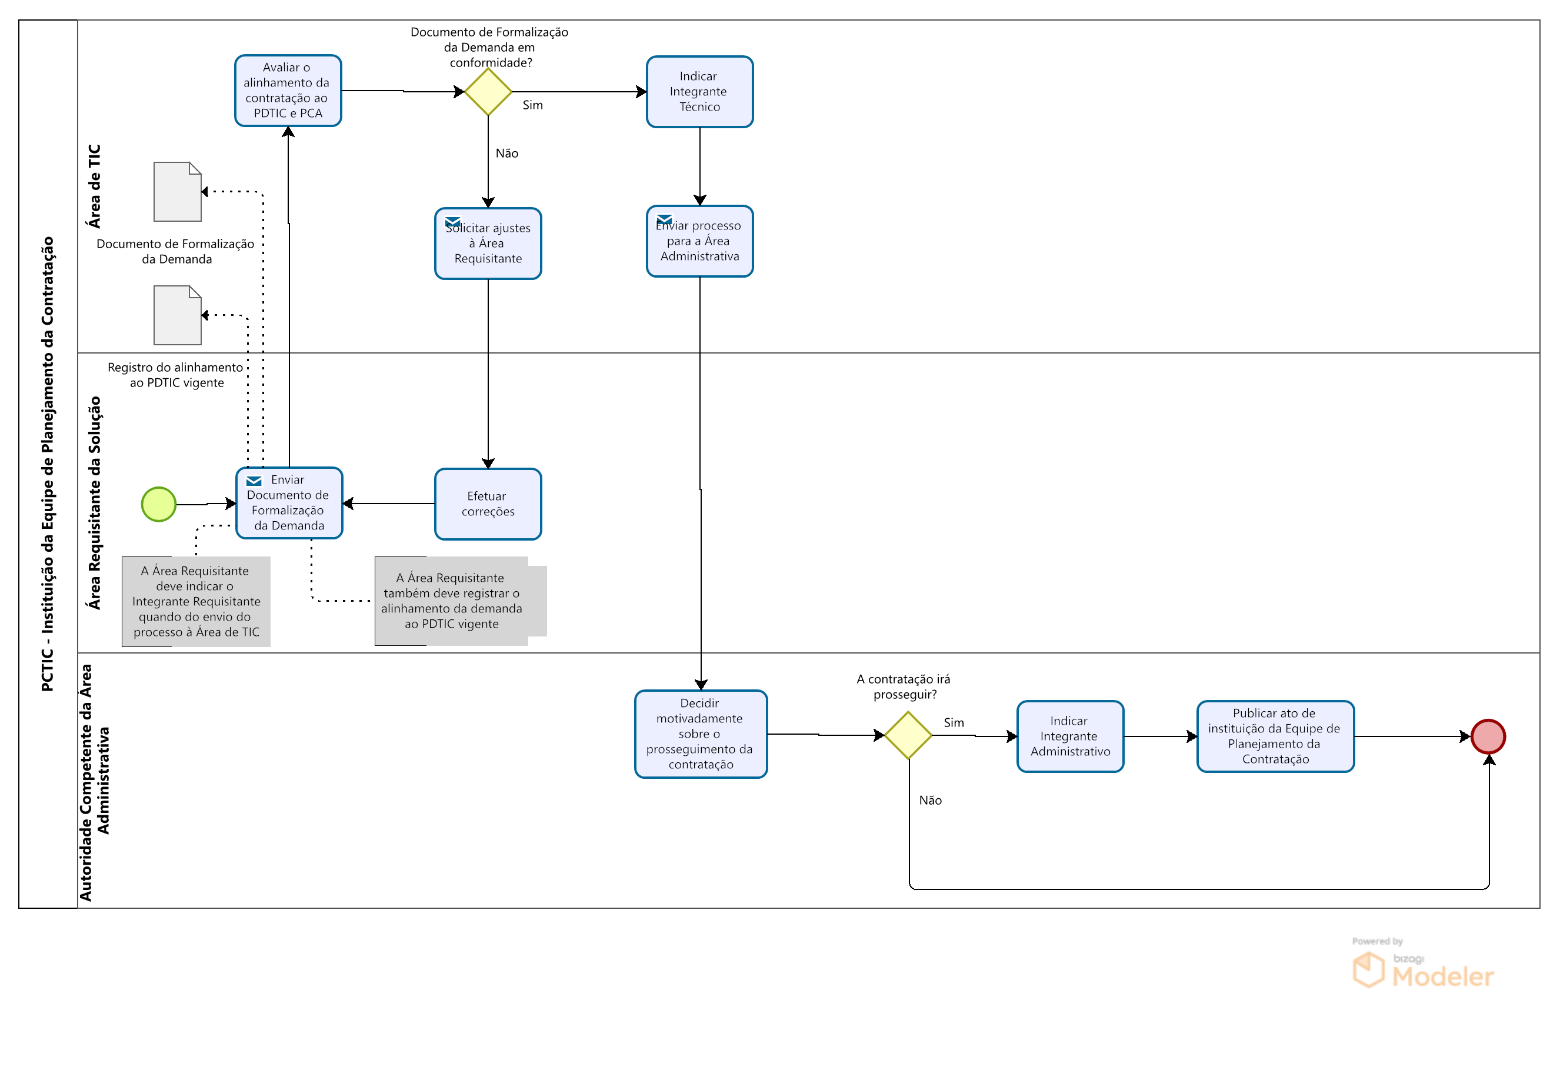 PCTIC - Instituição da Equipe de Planejamento da Contratação
Área de TIC
Avaliar o
alinhamento da
contratação ao
PDTIC e PCA
Documento de Formalização
da Demanda em
conformidade?
Sim
Não
Indicar
Integrante
Técnico
Solicitar ajustes
à Área
Requisitante
Enviar processo
para a Área
Administrativa
Documento de Formalização
da Demanda
Registro do alinhamento
ao PDTIC vigente
Área Requisitante da Solução
Enviar
Documento de
Formalização
da Demanda
Efetuar
correções
A Área Requisitante
deve indicar o
Integrante Requisitante
quando do envio do
processo à Área de TIC
A Área Requisitante
também deve registrar o
alinhamento da demanda
ao PDTIC vigente
Autoridade Competente da Área
Administrativa
Decidir
motivadamente
sobre o
prosseguimento da
contratação
A contratação irá
prosseguir?
Sim
Não
Indicar
Integrante
Administrativo
Publicar ato de
instituição da Equipe de
Planejamento da
Contratação
Powered by
bizagi
Modeler